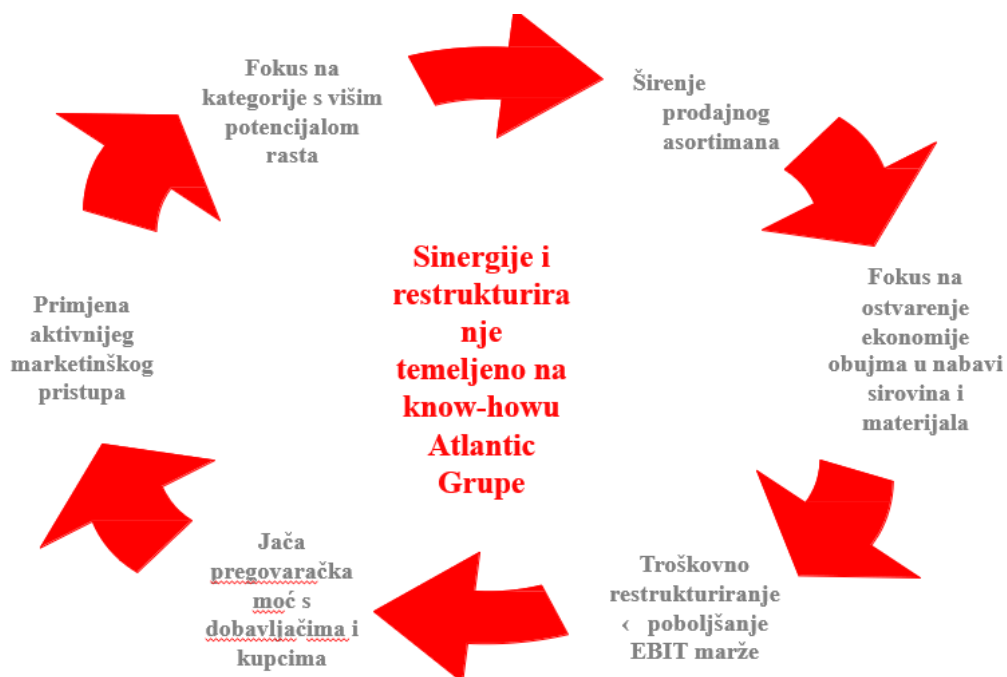 Fokus na
kategorije s višim
potencijalom
rasta
Širenje
prodajnog
asortimana
Fokus na
ostvarenje
ekonomije
obujma u nabavi
sirovina i
materijala
Troškovno
restrukturiranje
‹ poboljšanje
EBIT marže
Jača
pregovaračka
moć s
dobavljačima i
kupcima
Primjena
aktivnijeg
marketinškog
pristupa
Sinergije i
restrukturira
nje
temeljeno na
know-howu
Atlantic
Grupe